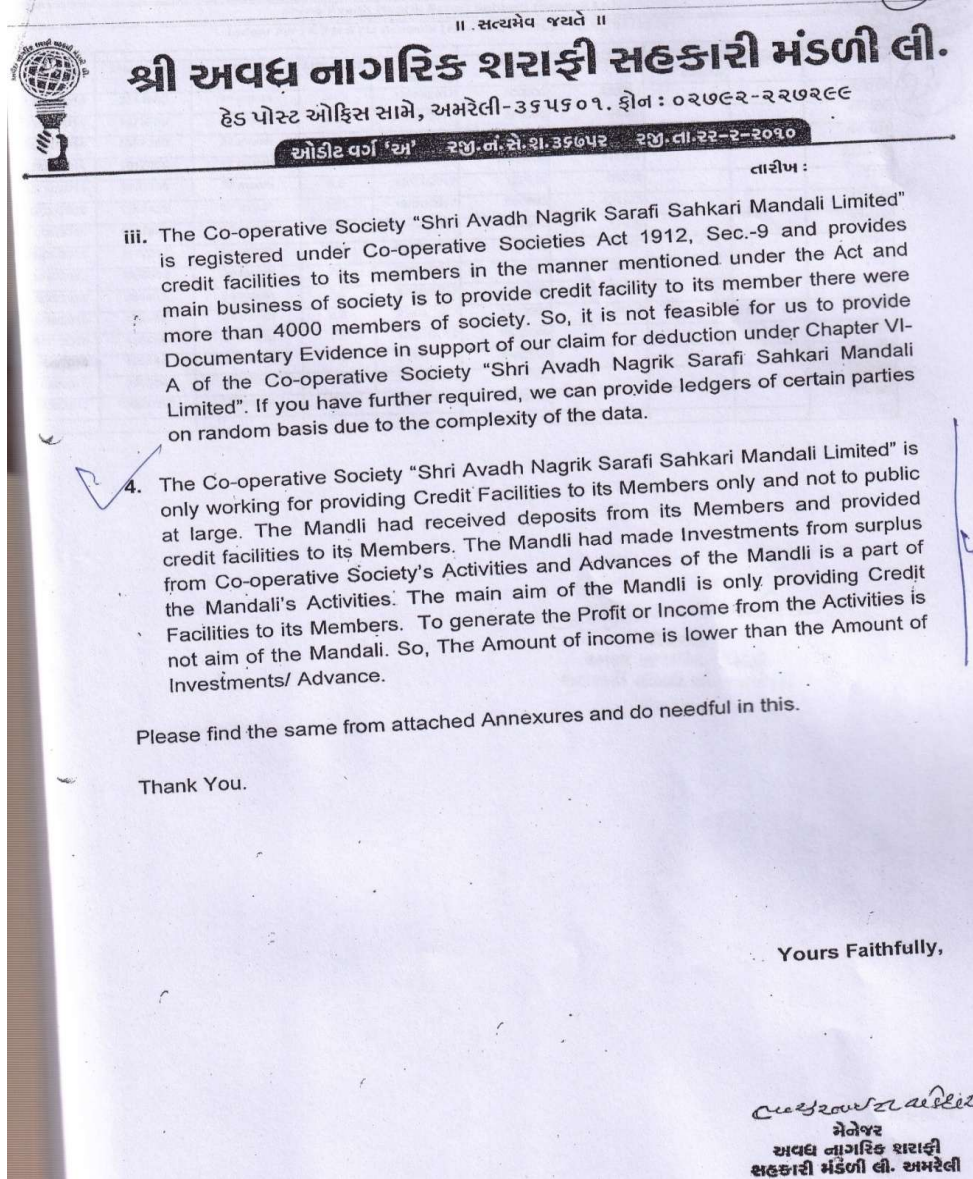 ॥ સત્યમેવ જયતે ॥
શ્રી અવધ નાગરિક શરાફી સહકારી મંડળી લી.
હેડ પોસ્ટ ઓફિસ સામે, અમરેલી-૩૬૫૬૦૧. ફોન : ૦૨૭૯૨-૨૨૭૨૯૯
ઓડીટ વર્ગ ‘અ’ રજી.નં.સે.શ.૩૬૭૫૨ રજી.તા.૨૨-૨-૨૦૧૦
તારીખ :
iii. The Co-operative Society “Shri Avadh Nagrik Sarafi Sahkari Mandali Limited”
is registered under Co-operative Societies Act 1912, Sec.-9 and provides
credit facilities to its members in the manner mentioned under the Act and
main business of society is to provide credit facility to its member there were
more than 4000 members of society. So, it is not feasible for us to provide
Documentary Evidence in support of our claim for deduction under Chapter VI-
A of the Co-operative Society “Shri Avadh Nagrik Sarafi Sahkari Mandali
Limited”. If you have further required, we can provide ledgers of certain parties
on random basis due to the complexity of the data.
4. The Co-operative Society “Shri Avadh Nagrik Sarafi Sahkari Mandali Limited” is
only working for providing Credit Facilities to its Members only and not to public
at large. The Mandli had received deposits from its Members and provided
credit facilities to its Members. The Mandli had made Investments from surplus
from Co-operative Society’s Activities and Advances of the Mandli is a part of
the Mandali’s Activities. The main aim of the Mandli is only providing Credit
Facilities to its Members. To generate the Profit or Income from the Activities is
not aim of the Mandali. So, The Amount of income is lower than the Amount of
Investments/ Advance.
Please find the same from attached Annexures and do needful in this.
Thank You.
Yours Faithfully,
મેનેજર
અવધ નાગરિક શરાફી
સહકારી મંડળી લી. અમરેલી